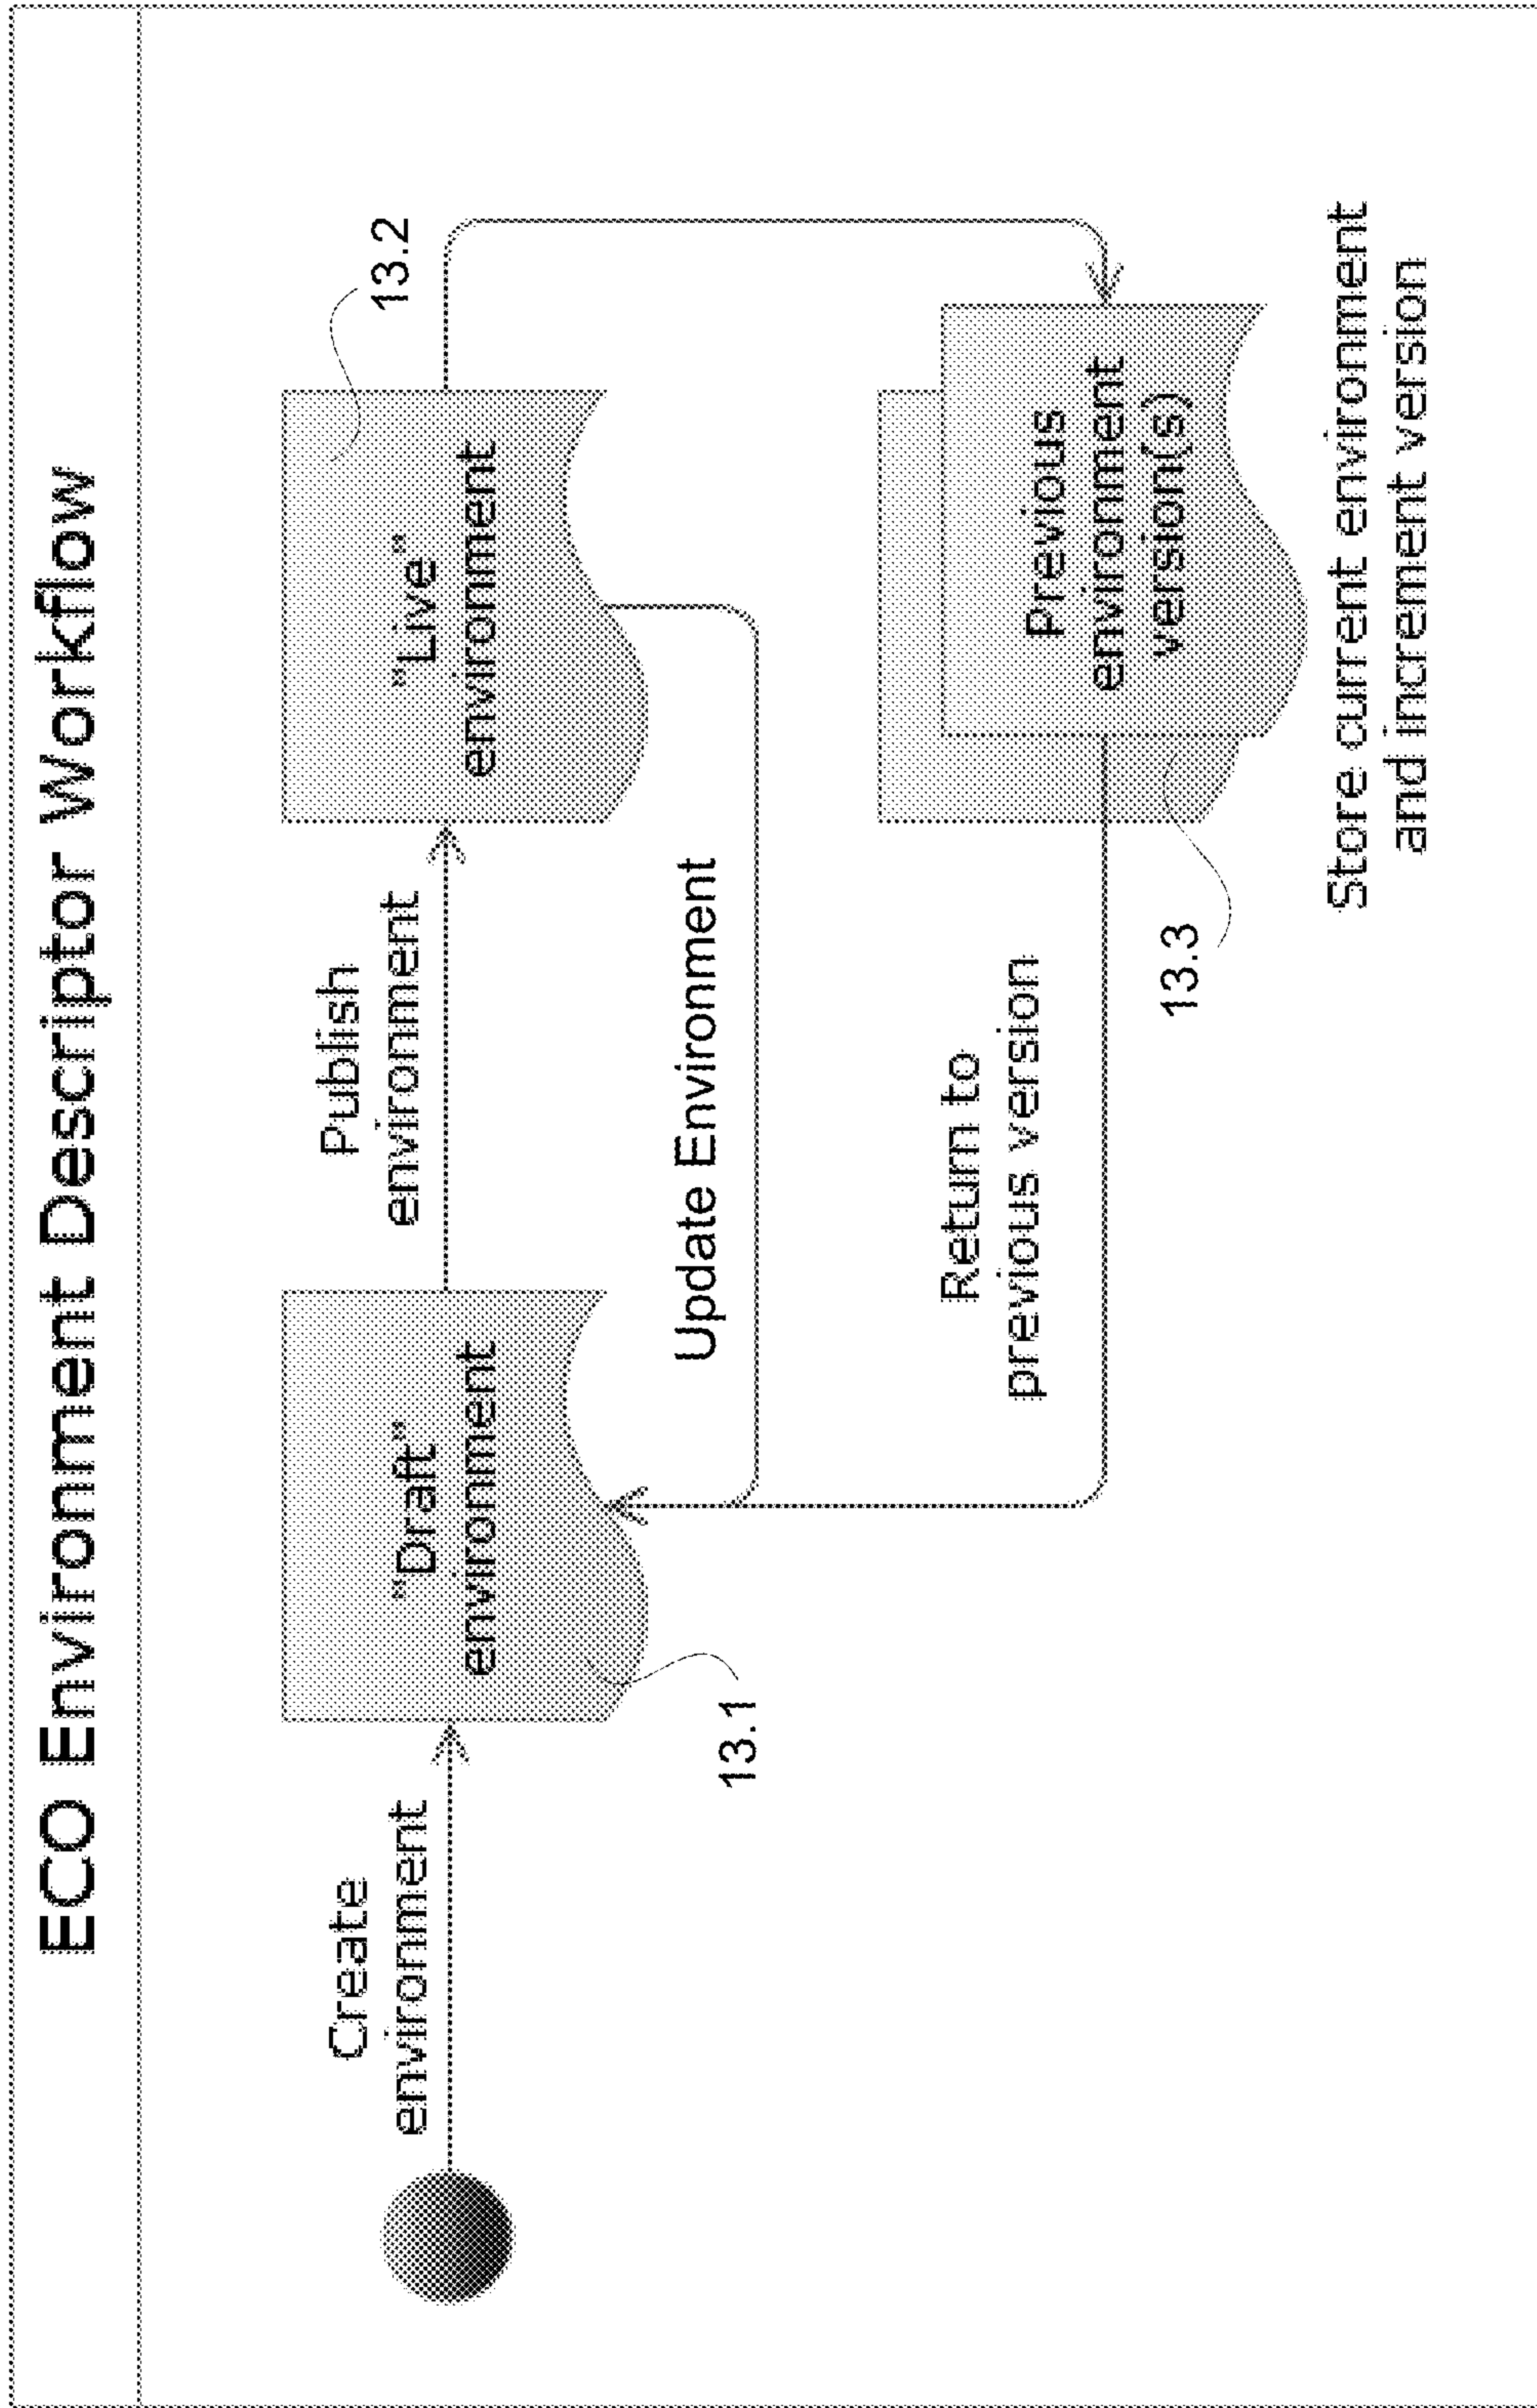 ECO Environment Descriptor Workflow
Create
environment
"Draft"
environment
13.1
Publish
environment
"Live"
environment
13.2
Update Environment
Return to
previous version
Previous
environment
version(s)
13.3
Store current environment
and increment version